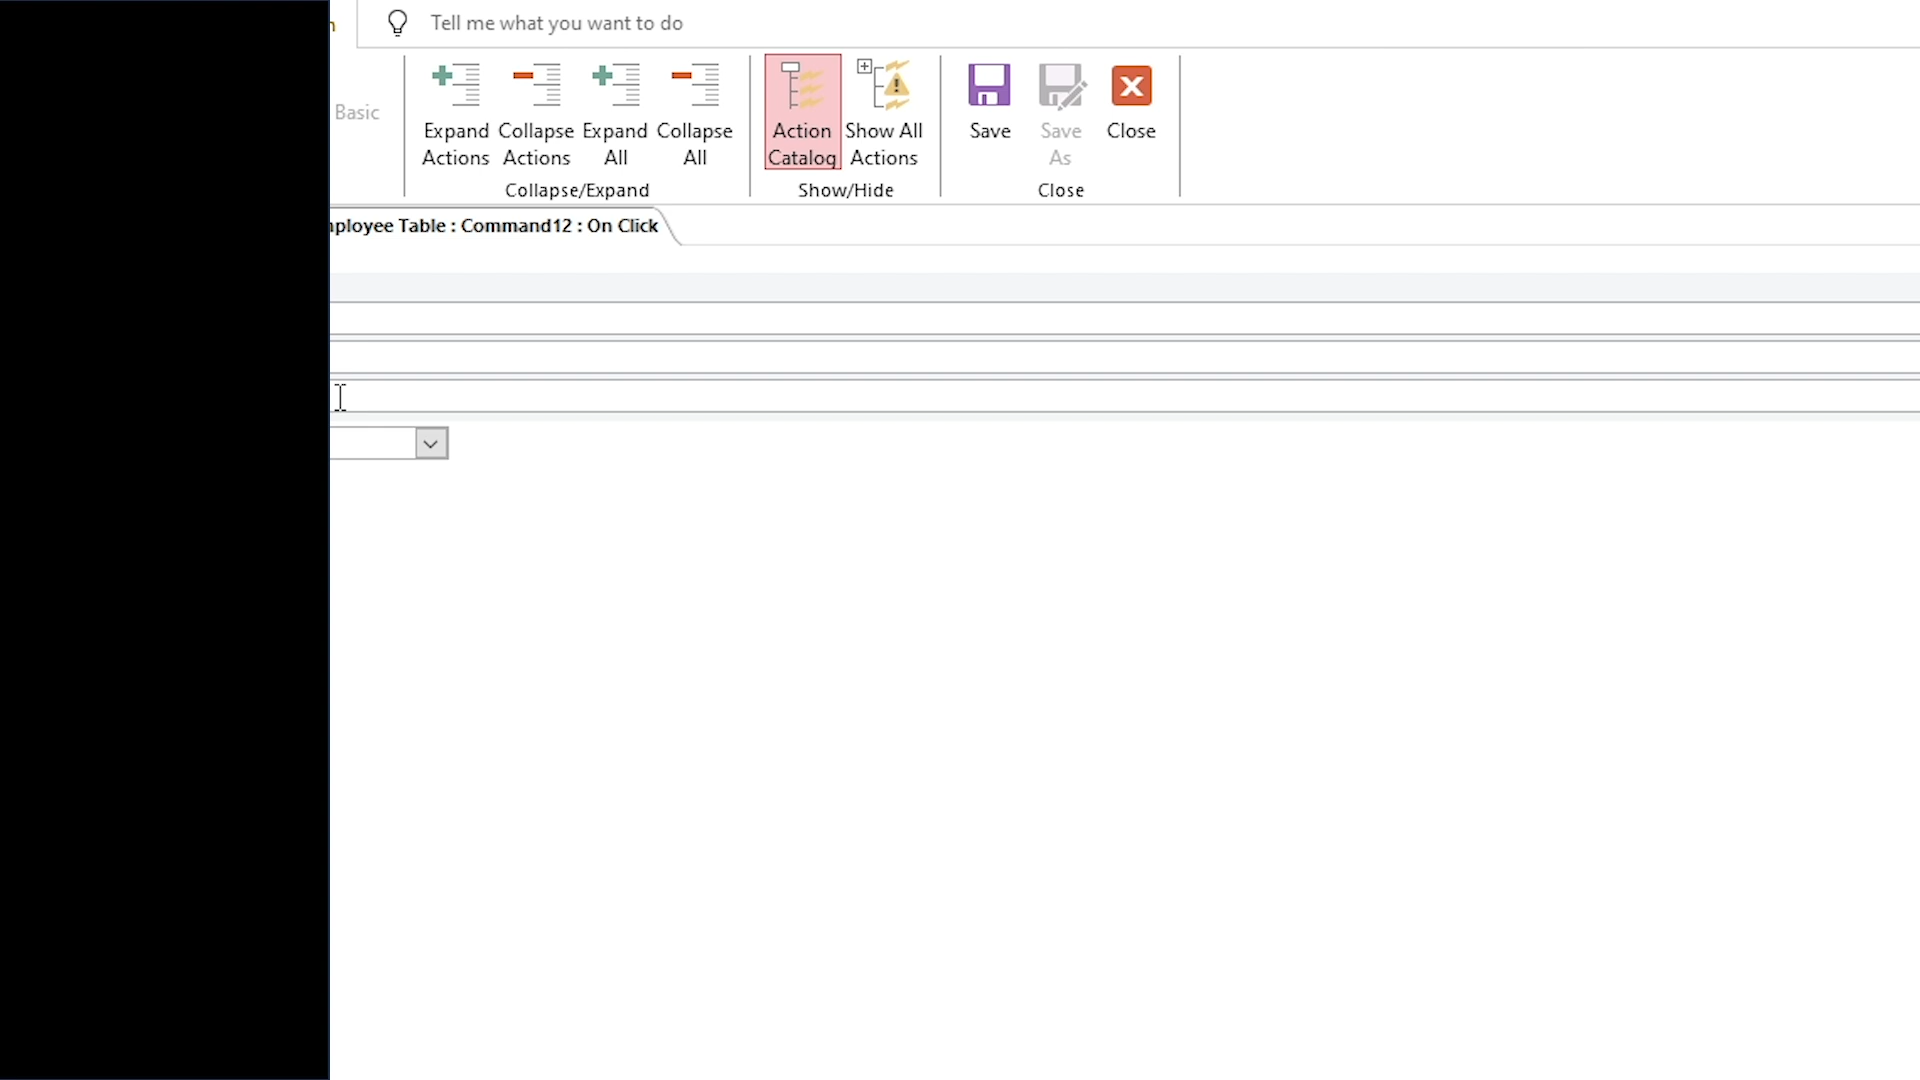 Tell me what you want to do
Basic
Expand Actions
Collapse Actions
Expand All
Collapse All
Collapse/Expand
Action Catalog
Show All Actions
Show/Hide
Save
Save As
Close
Close
ployee Table : Command12 : On Click